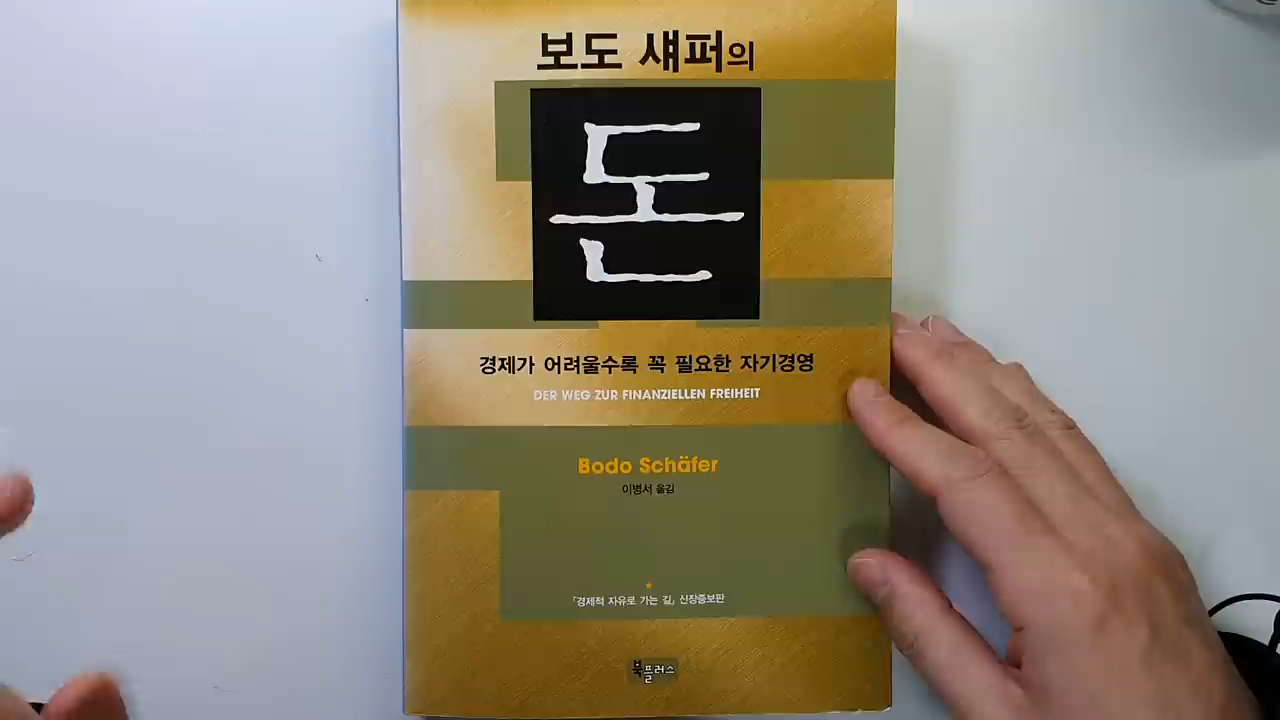 보도 섀퍼의
돈
경제가 어려울수록 꼭 필요한 자기경영
DER WEG ZUR FINANZIELLEN FREIHEIT
Bodo Schäfer
이병서 옮김
「경제적 자유로 가는 길」 신장증보판
북플러스